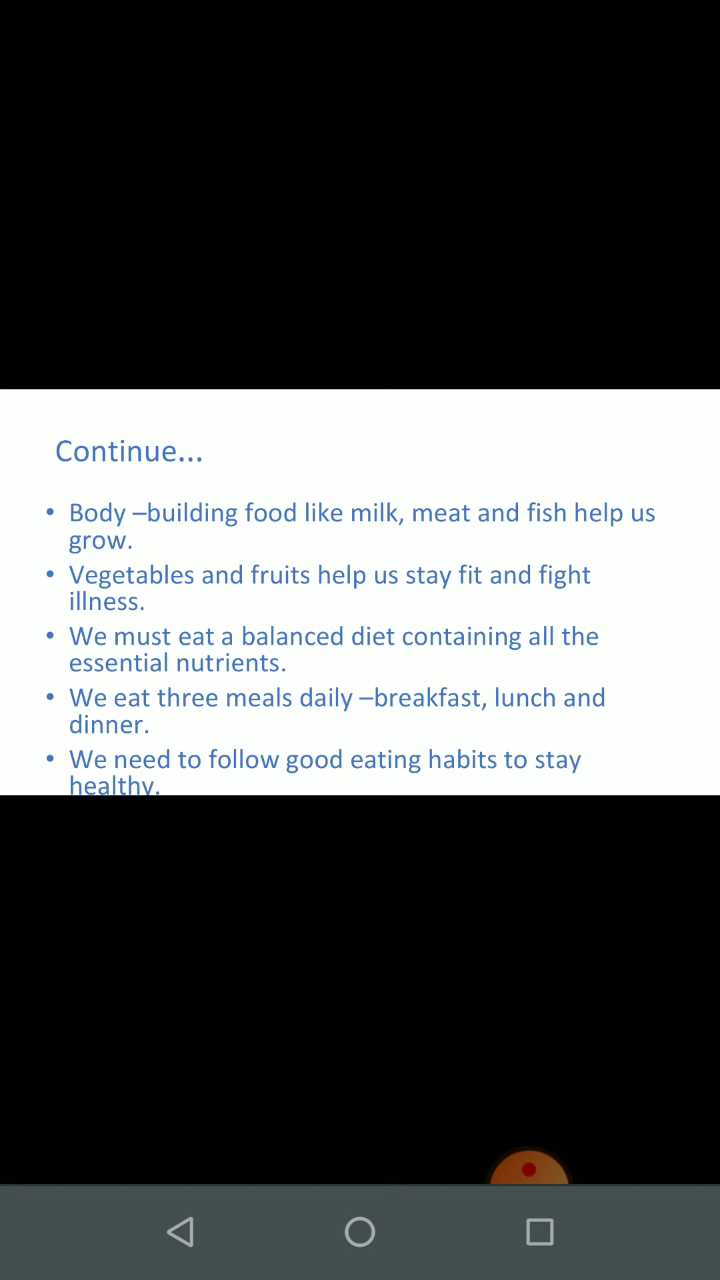 Continue...
• Body –building food like milk, meat and fish help us
grow.
• Vegetables and fruits help us stay fit and fight
illness.
• We must eat a balanced diet containing all the
essential nutrients.
• We eat three meals daily –breakfast, lunch and
dinner.
• We need to follow good eating habits to stay
healthy.